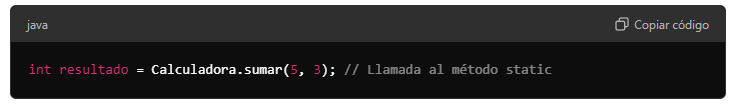 java
Copiar código
int resultado = Calculadora.sumar(5, 3); // Llamada al método static